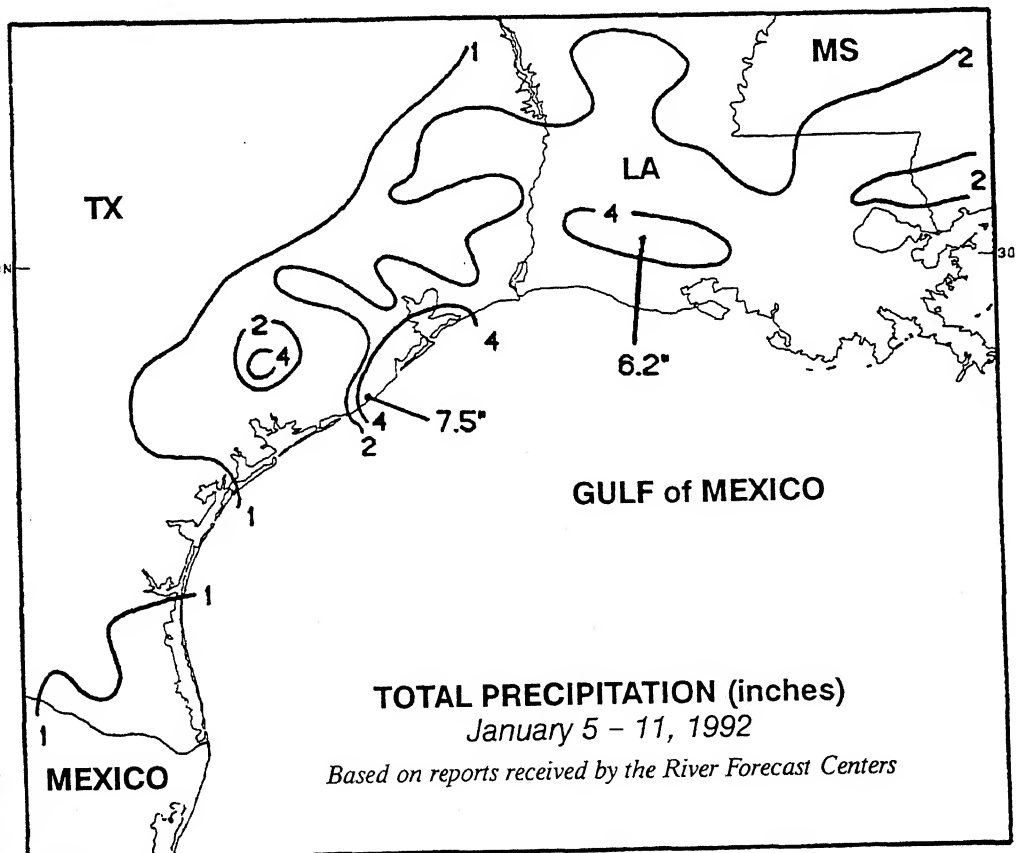 1
MS
2
LA
2
TX
4
N
30
2
4
4
6.2"
4
7.5"
2
GULF of MEXICO
1
1
TOTAL PRECIPITATION (inches)
January 5 – 11, 1992
1
Based on reports received by the River Forecast Centers
MEXICO